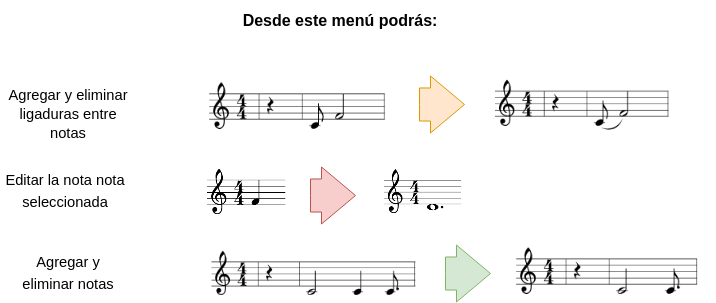 Desde este menú podrás:
Agregar y eliminar
ligaduras entre
notas
Editar la nota nota
seleccionada
Agregar y
eliminar notas